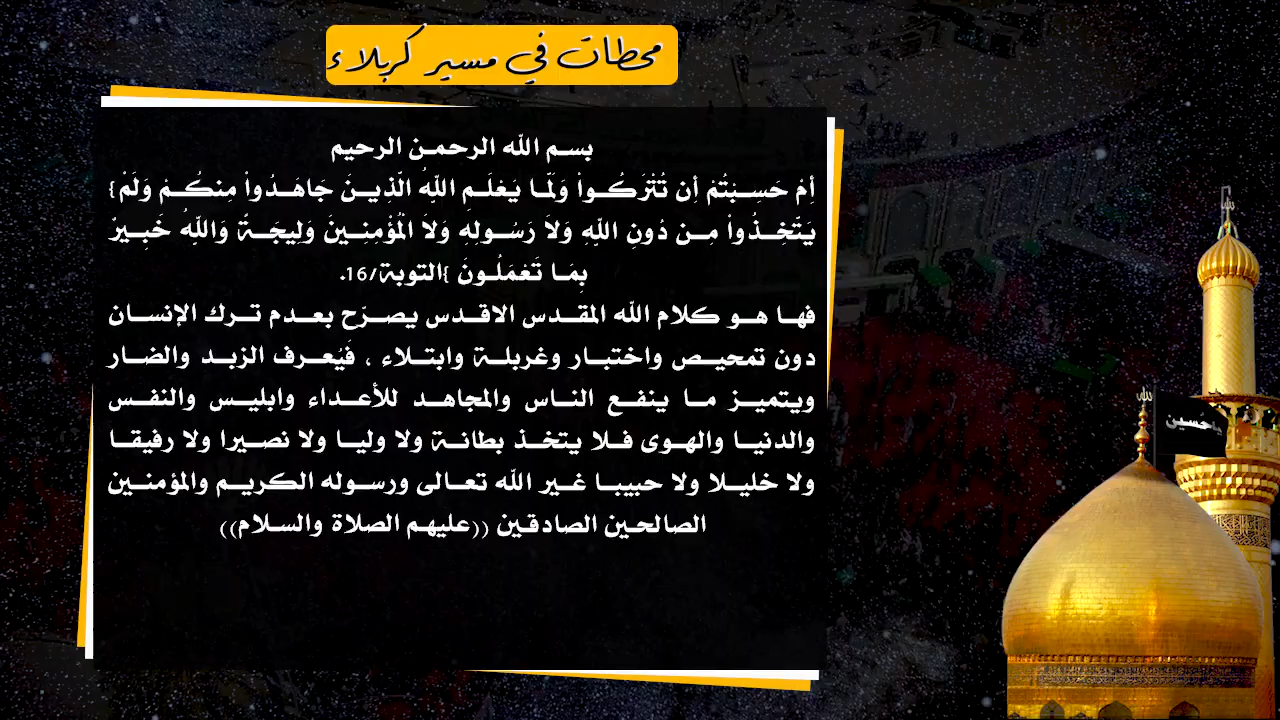 محطات في مسير كربلاء
بسم الله الرحمن الرحيم
{أَمْ حَسِبْتُمْ أَن تُتْرَكُواْ وَلَمَّا يَعْلَمِ اللّهُ الَّذِينَ جَاهَدُواْ مِنكُمْ وَلَمْ
يَتَّخِذُواْ مِن دُونِ اللّهِ وَلاَ رَسُولِهِ وَلاَ الْمُؤْمِنِينَ وَلِيجَةً وَاللّهُ خَبِيرٌ
بِمَا تَعْمَلُونَ }التوبة/16.
فها هو كلام الله المقدس الاقدس يصرّح بعدم ترك الإنسان
دون تمحيص واختبار وغربلة وابتلاء ، فَيُعرف الزبد والضار
ويتميز ما ينفع الناس والمجاهد للأعداء وابليس والنفس
والدنيا والهوى فلا يتخذ بطانة ولا وليا ولا نصيرا ولا رفيقا
ولا خليلا ولا حبيبا غير الله تعالى ورسوله الكريم والمؤمنين
الصالحين الصادقين ((عليهم الصلاة والسلام))
ياحسين
الله
الله